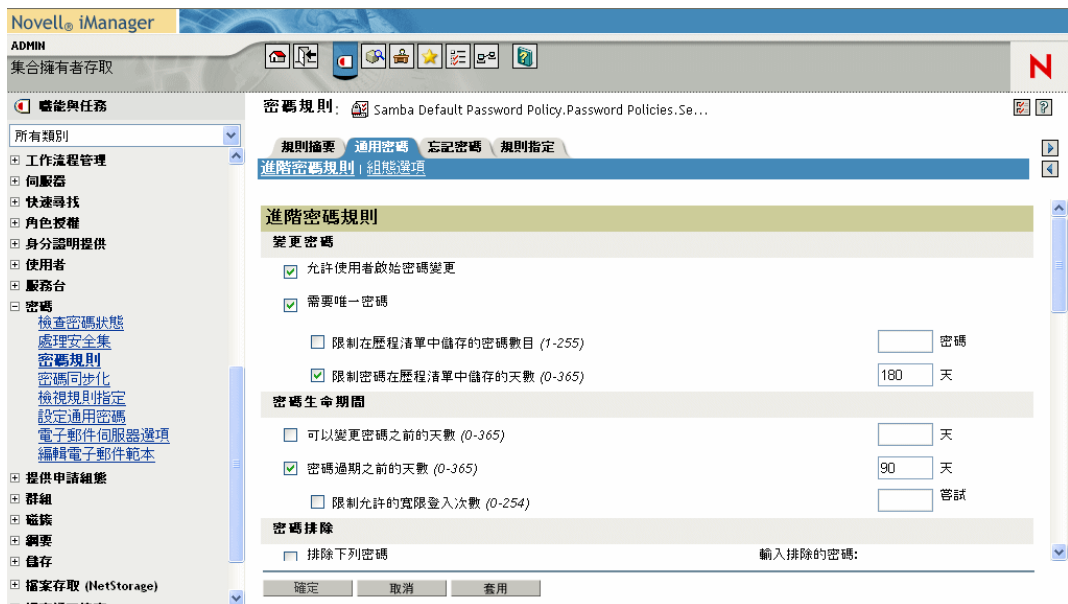 Novell® iManager
ADMIN
集合擁有者存取
N
職能與任務
所有類別
工作流程管理
伺服器
快速尋找
角色授權
身分證明提供
使用者
服務台
密碼
檢查密碼狀態
處理安全集
密碼規則
密碼同步化
檢視規則指定
設定通用密碼
電子郵件伺服器選項
編輯電子郵件範本
提供申請組態
群組
磁簇
綱要
儲存
檔案存取 (NetStorage)
密碼規則: Samba Default Password Policy.Password Policies.Se...
規則摘要 通用密碼 忘記密碼 規則指定
進階密碼規則 | 組態選項
進階密碼規則
變更密碼
允許使用者啟始密碼變更
需要唯一密碼
限制在歷程清單中儲存的密碼數目 (1-255) 密碼
限制密碼在歷程清單中儲存的天數 (0-365) 180 天
密碼生命期間
可以變更密碼之前的天數 (0-365) 天
密碼過期之前的天數 (0-365) 90 天
限制允許的寬限登入次數 (0-254) 嘗試
密碼排除
排除下列密碼 輸入排除的密碼:
確定 取消 套用